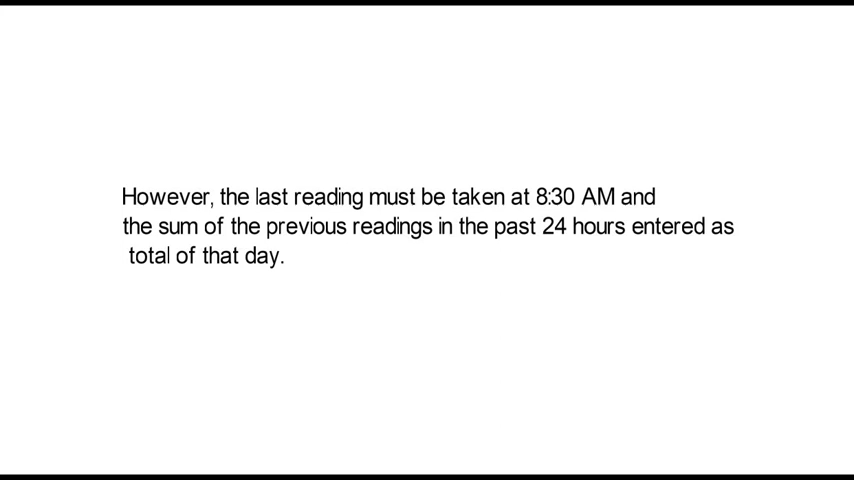 However, the last reading must be taken at 8:30 AM and
the sum of the previous readings in the past 24 hours entered as
total of that day.